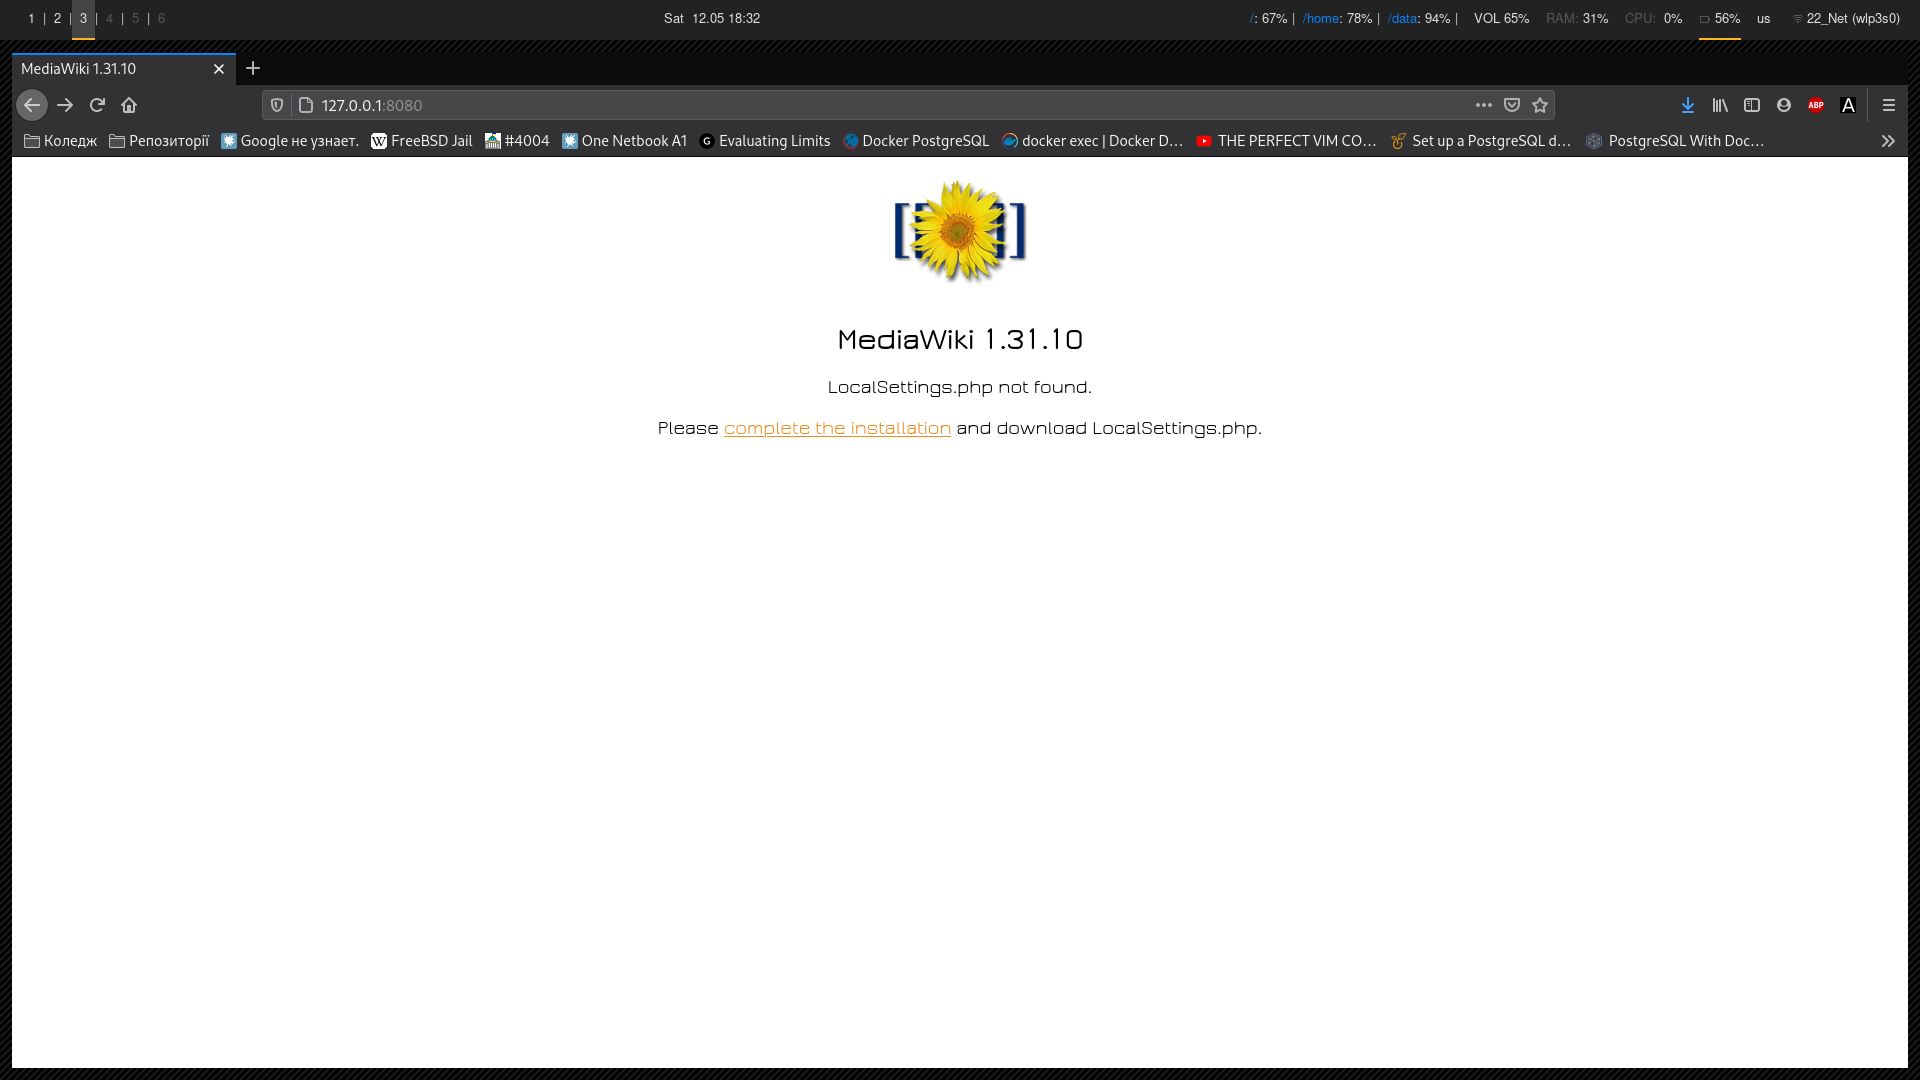 1 | 2 | 3 | 4 | 5 | 6
Sat 12.05 18:32
/: 67% | /home: 78% | /data: 94% | VOL 65% RAM: 31% CPU: 0% 56% us 22_Net (wlp3s0)
MediaWiki 1.31.10
127.0.0.1:8080
ABP A
Коледж Репозиторії Google не узнает. FreeBSD Jail #4004 One Netbook A1 Evaluating Limits Docker PostgreSQL docker exec | Docker D… THE PERFECT VIM CO… Set up a PostgreSQL d… PostgreSQL With Doc…
MediaWiki 1.31.10
LocalSettings.php not found.
Please complete the installation and download LocalSettings.php.